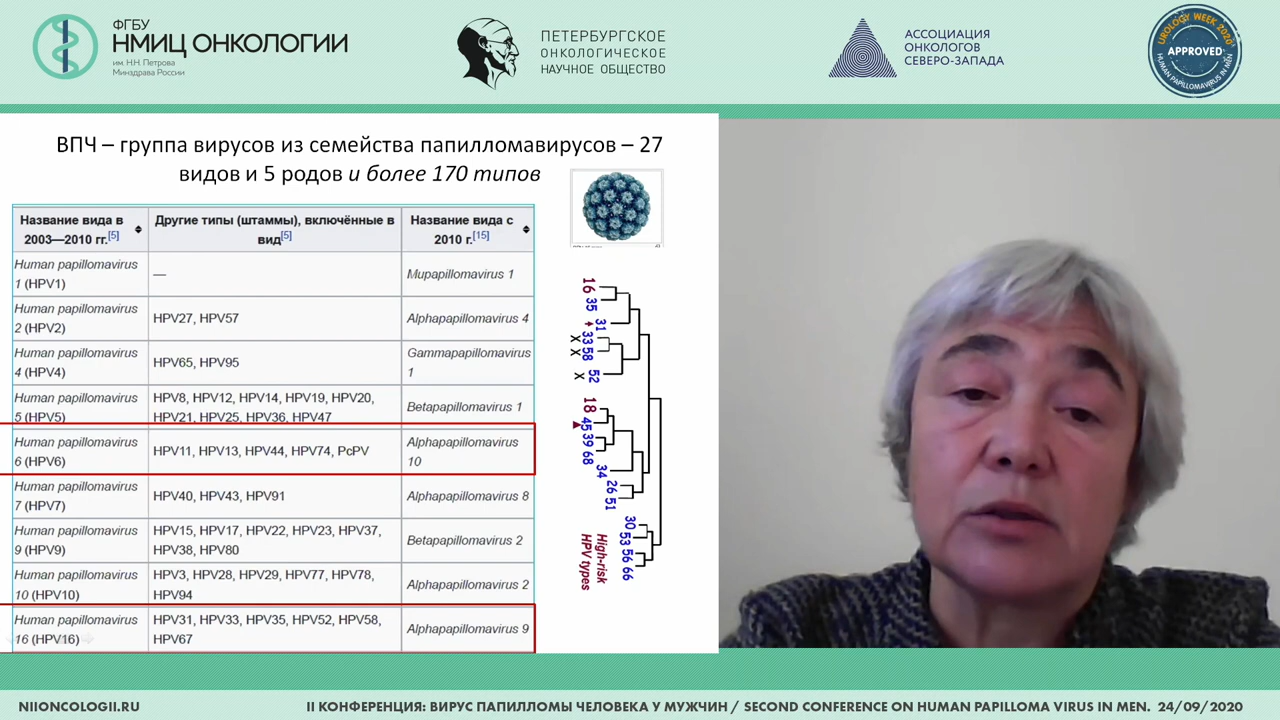 ФГБУ
НМИЦ ОНКОЛОГИИ
им. Н.Н. Петрова
Минздрава России
ПЕТЕРБУРГСКОЕ
ОНКОЛОГИЧЕСКОЕ
НАУЧНОЕ ОБЩЕСТВО
АССОЦИАЦИЯ
ОНКОЛОГОВ
СЕВЕРО-ЗАПАДА
UROLOGY WEEK 2020
APPROVED
HUMAN PAPILLOMAVIRUS IN MEN
ВПЧ – группа вирусов из семейства папилломавирусов – 27
видов и 5 родов и более 170 типов
Название вида в
2003—2010 гг.[5]
Другие типы (штаммы), включённые в
вид[5]
Название вида с
2010 г.[15]
Human papillomavirus
1 (HPV1)
—
Mupapillomavirus 1
Human papillomavirus
2 (HPV2)
HPV27, HPV57
Alphapapillomavirus 4
Human papillomavirus
4 (HPV4)
HPV65, HPV95
Gammapapillomavirus
1
Human papillomavirus
5 (HPV5)
HPV8, HPV12, HPV14, HPV19, HPV20,
HPV21, HPV25, HPV36, HPV47
Betapapillomavirus 1
Human papillomavirus
6 (HPV6)
HPV11, HPV13, HPV44, HPV74, PcPV
Alphapapillomavirus
10
Human papillomavirus
7 (HPV7)
HPV40, HPV43, HPV91
Alphapapillomavirus 8
Human papillomavirus
9 (HPV9)
HPV15, HPV17, HPV22, HPV23, HPV37,
HPV38, HPV80
Betapapillomavirus 2
Human papillomavirus
10 (HPV10)
HPV3, HPV28, HPV29, HPV77, HPV78,
HPV94
Alphapapillomavirus 2
Human papillomavirus
16 (HPV16)
HPV31, HPV33, HPV35, HPV52, HPV58,
HPV67
Alphapapillomavirus 9
16
35
31
33
X
58
X
52
X
18
45
39
68
34
26
51
30
53
56
66
High-risk
HPV types
NIIONCOLOGII.RU
II КОНФЕРЕНЦИЯ: ВИРУС ПАПИЛЛОМЫ ЧЕЛОВЕКА У МУЖЧИН / SECOND CONFERENCE ON HUMAN PAPILLOMA VIRUS IN MEN. 24/09/2020